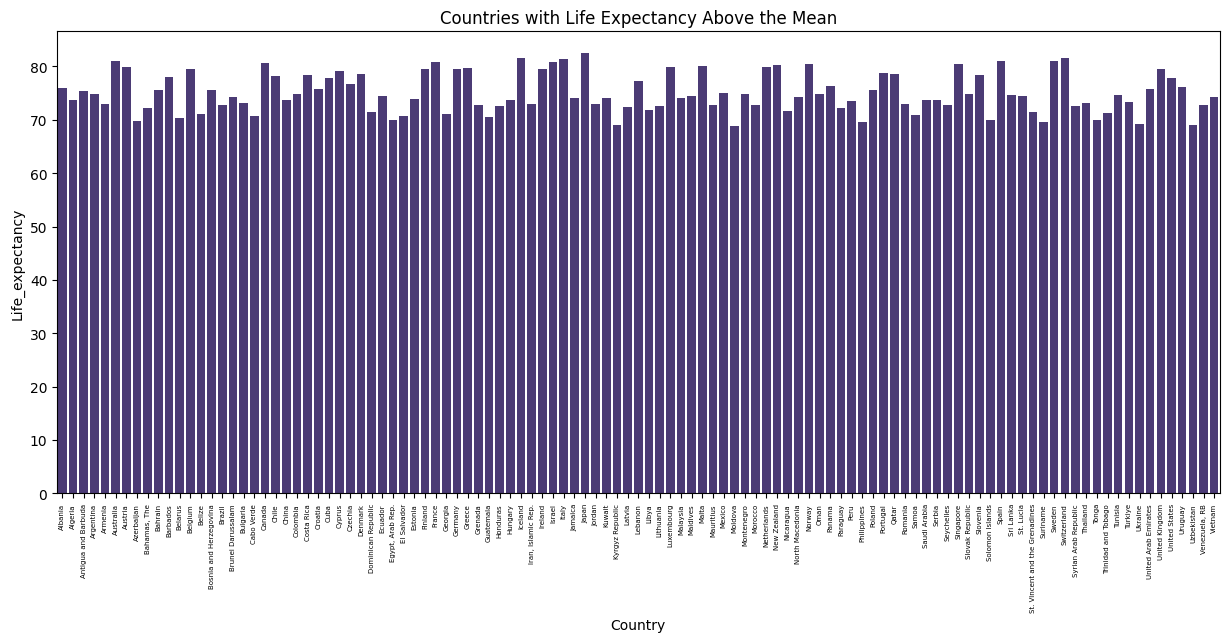 Countries with Life Expectancy Above the Mean
Life_expectancy
80
70
60
50
40
30
20
10
0
Albania
Algeria
Antigua and Barbuda
Argentina
Armenia
Australia
Austria
Azerbaijan
Bahamas, The
Bahrain
Barbados
Belarus
Belgium
Belize
Bosnia and Herzegovina
Brazil
Brunei Darussalam
Bulgaria
Cabo Verde
Canada
Chile
China
Colombia
Costa Rica
Croatia
Cuba
Cyprus
Czechia
Denmark
Dominican Republic
Ecuador
Egypt, Arab Rep.
El Salvador
Estonia
Finland
France
Georgia
Germany
Greece
Grenada
Guatemala
Honduras
Hungary
Iceland
Iran, Islamic Rep.
Ireland
Israel
Italy
Jamaica
Japan
Jordan
Kuwait
Kyrgyz Republic
Latvia
Lebanon
Libya
Lithuania
Luxembourg
Malaysia
Maldives
Malta
Mauritius
Mexico
Moldova
Montenegro
Morocco
Netherlands
New Zealand
Nicaragua
North Macedonia
Norway
Oman
Panama
Paraguay
Peru
Philippines
Poland
Portugal
Qatar
Romania
Samoa
Saudi Arabia
Serbia
Seychelles
Singapore
Slovak Republic
Slovenia
Solomon Islands
Spain
Sri Lanka
St. Lucia
St. Vincent and the Grenadines
Suriname
Sweden
Switzerland
Syrian Arab Republic
Thailand
Tonga
Trinidad and Tobago
Tunisia
Turkiye
Ukraine
United Arab Emirates
United Kingdom
United States
Uruguay
Uzbekistan
Venezuela, RB
Vietnam
Country